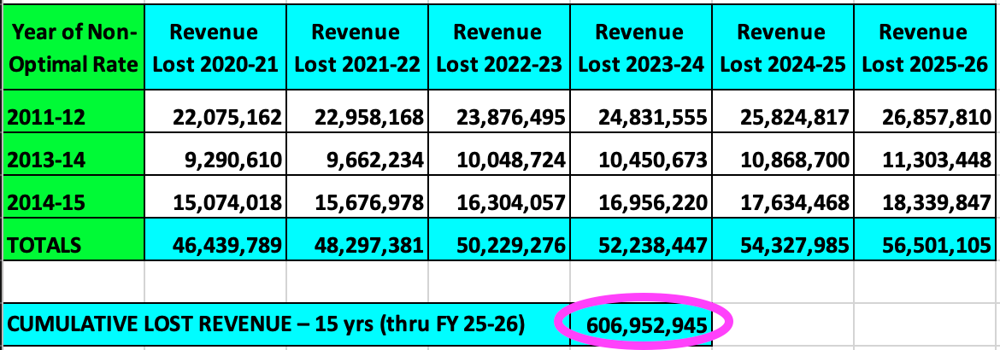 Year of Non-Optimal Rate Revenue Lost 2020-21 Revenue Lost 2021-22 Revenue Lost 2022-23 Revenue Lost 2023-24 Revenue Lost 2024-25 Revenue Lost 2025-26
2011-12 22,075,162 22,958,168 23,876,495 24,831,555 25,824,817 26,857,810
2013-14 9,290,610 9,662,234 10,048,724 10,450,673 10,868,700 11,303,448
2014-15 15,074,018 15,676,978 16,304,057 16,956,220 17,634,468 18,339,847
TOTALS 46,439,789 48,297,381 50,229,276 52,238,447 54,327,985 56,501,105
CUMULATIVE LOST REVENUE – 15 yrs (thru FY 25-26) 606,952,945